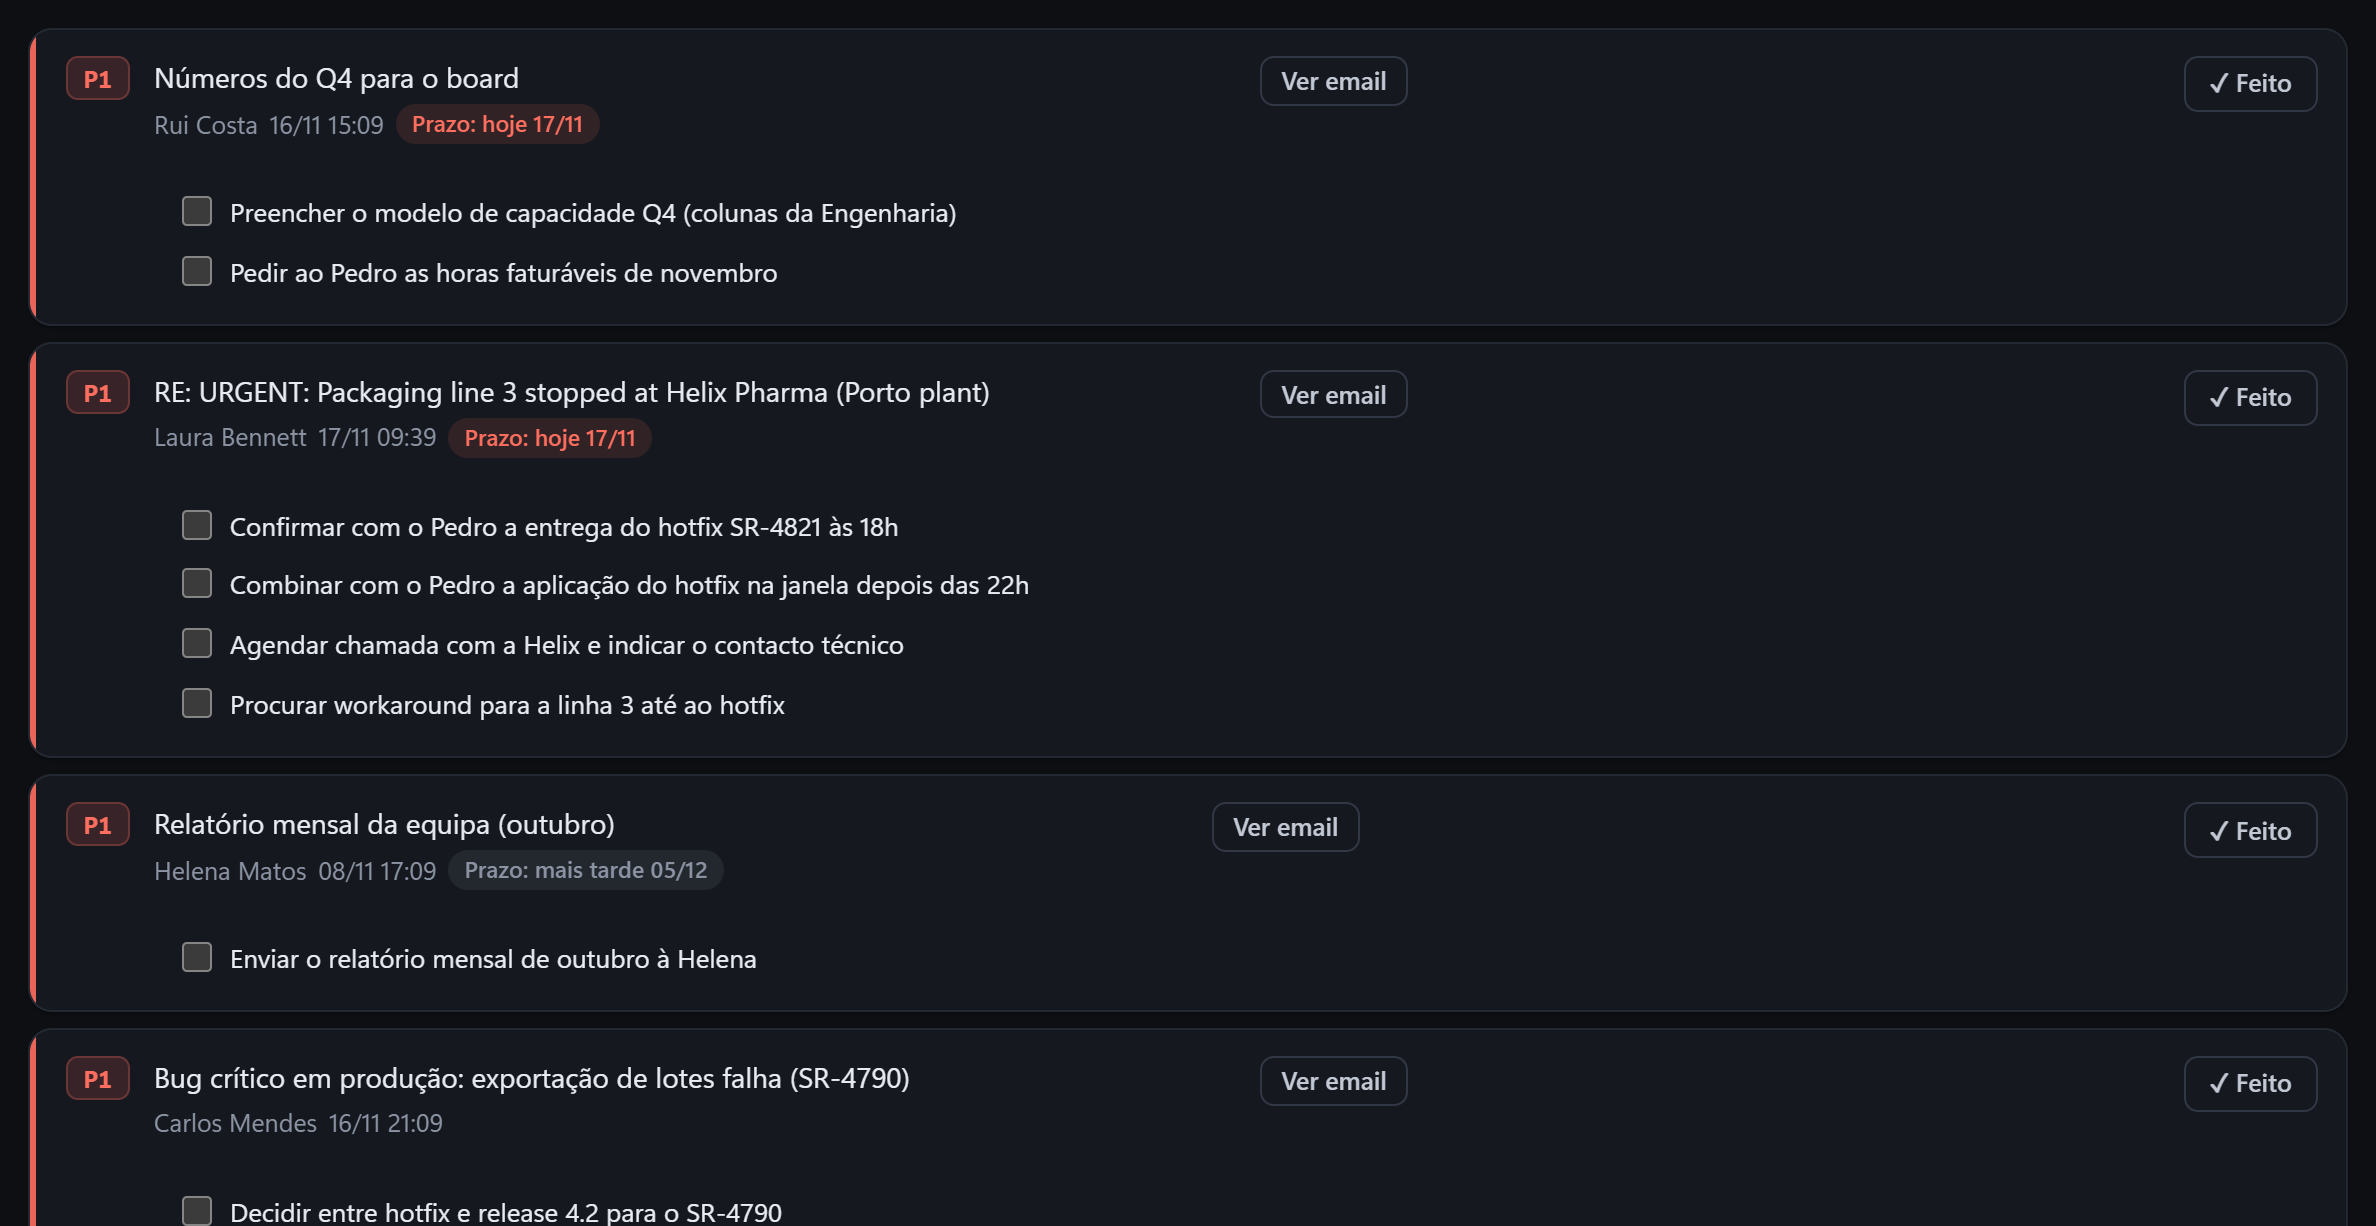 P1 Números do Q4 para o board Ver email ✓ Feito
Rui Costa 16/11 15:09 Prazo: hoje 17/11
Preencher o modelo de capacidade Q4 (colunas da Engenharia)
Pedir ao Pedro as horas faturáveis de novembro
P1 RE: URGENT: Packaging line 3 stopped at Helix Pharma (Porto plant) Ver email ✓ Feito
Laura Bennett 17/11 09:39 Prazo: hoje 17/11
Confirmar com o Pedro a entrega do hotfix SR-4821 às 18h
Combinar com o Pedro a aplicação do hotfix na janela depois das 22h
Agendar chamada com a Helix e indicar o contacto técnico
Procurar workaround para a linha 3 até ao hotfix
P1 Relatório mensal da equipa (outubro) Ver email ✓ Feito
Helena Matos 08/11 17:09 Prazo: mais tarde 05/12
Enviar o relatório mensal de outubro à Helena
P1 Bug crítico em produção: exportação de lotes falha (SR-4790) Ver email ✓ Feito
Carlos Mendes 16/11 21:09
Decidir entre hotfix e release 4.2 para o SR-4790